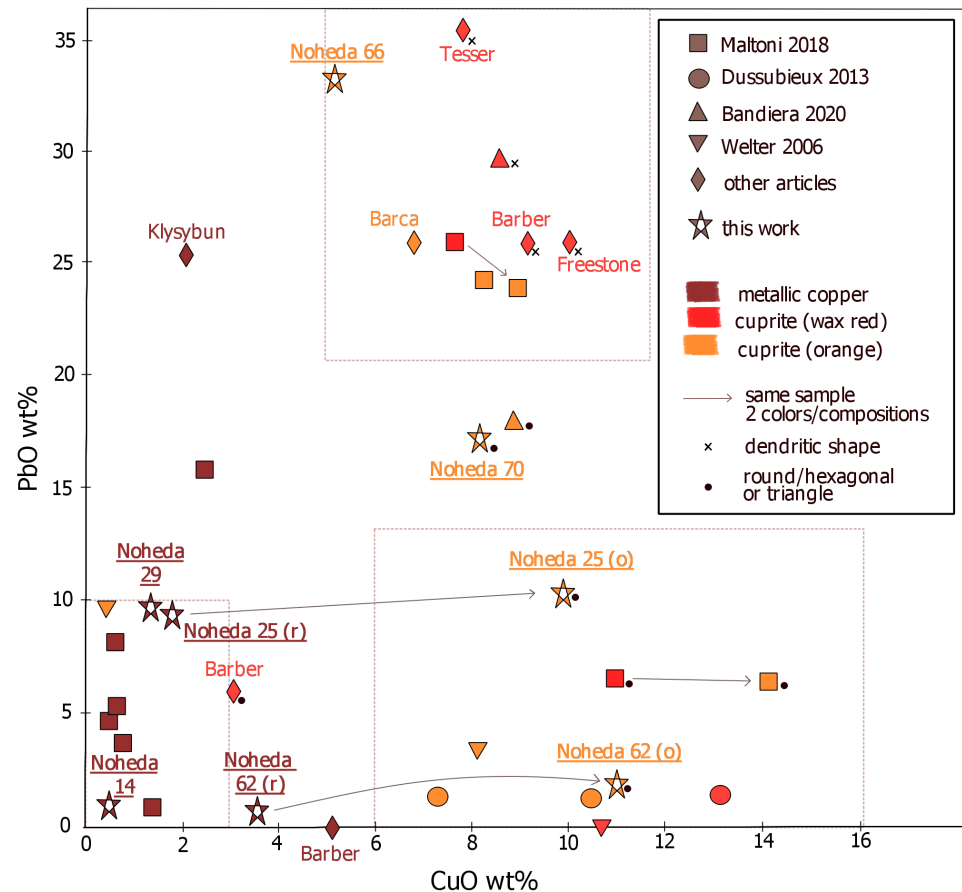 35
30
25
20
15
10
5
0
PbO wt%
0
2
4
6
8
10
12
14
16
18
CuO wt%
Noheda 66
Tesser
Klysybun
Barca
Barber
Freestone
Noheda 70
Noheda
29
Noheda 25 (r)
Noheda 25 (o)
Barber
Noheda
14
Noheda
62 (r)
Noheda 62 (o)
Barber
Maltoni 2018
Dussubieux 2013
Bandiera 2020
Welter 2006
other articles
this work
metallic copper
cuprite (wax red)
cuprite (orange)
same sample
2 colors/compositions
dendritic shape
round/hexagonal
or triangle